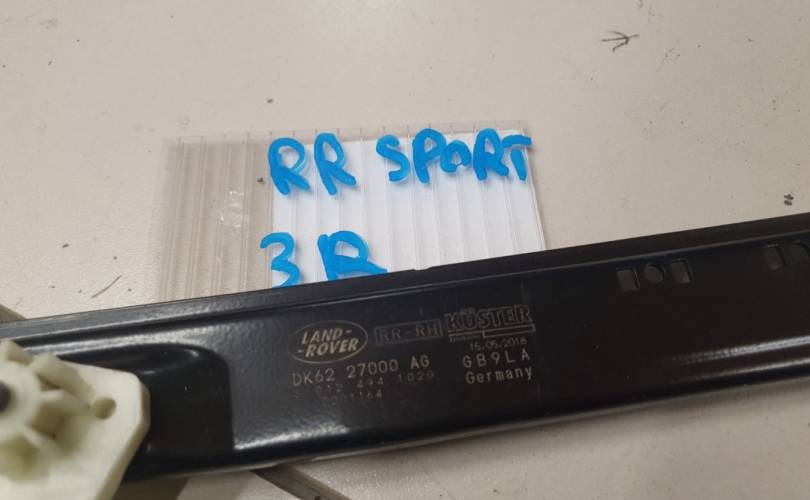 RR SPORT
3R
LAND-
-ROVER
RR-RH
KÜSTER
15.05.2018
DK62 27000 AG
GB9LA
Germany